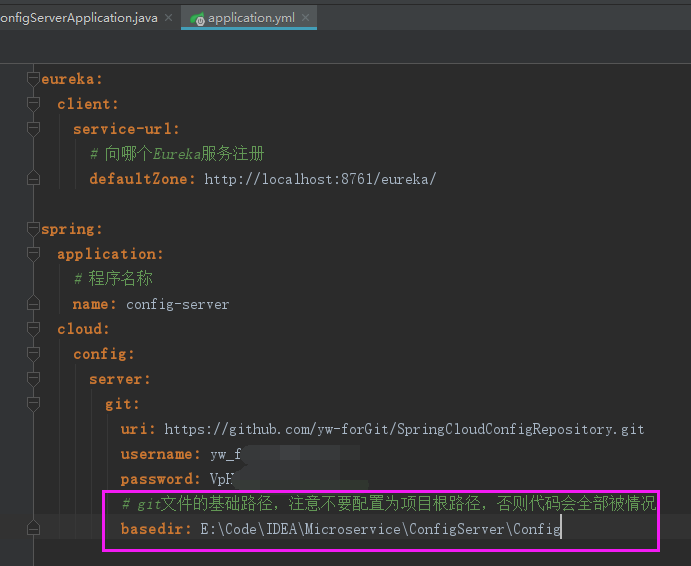 onfigServerApplication.java
application.yml
eureka:
client:
service-url:
# 向哪个Eureka服务注册
defaultZone: http://localhost:8761/eureka/
spring:
application:
# 程序名称
name: config-server
cloud:
config:
server:
git:
uri: https://github.com/yw-forGit/SpringCloudConfigRepository.git
username:
password:
# git文件的基础路径，注意不要配置为项目根路径，否则代码会全部被情况
basedir: E:\Code\IDEA\Microservice\ConfigServer\Config